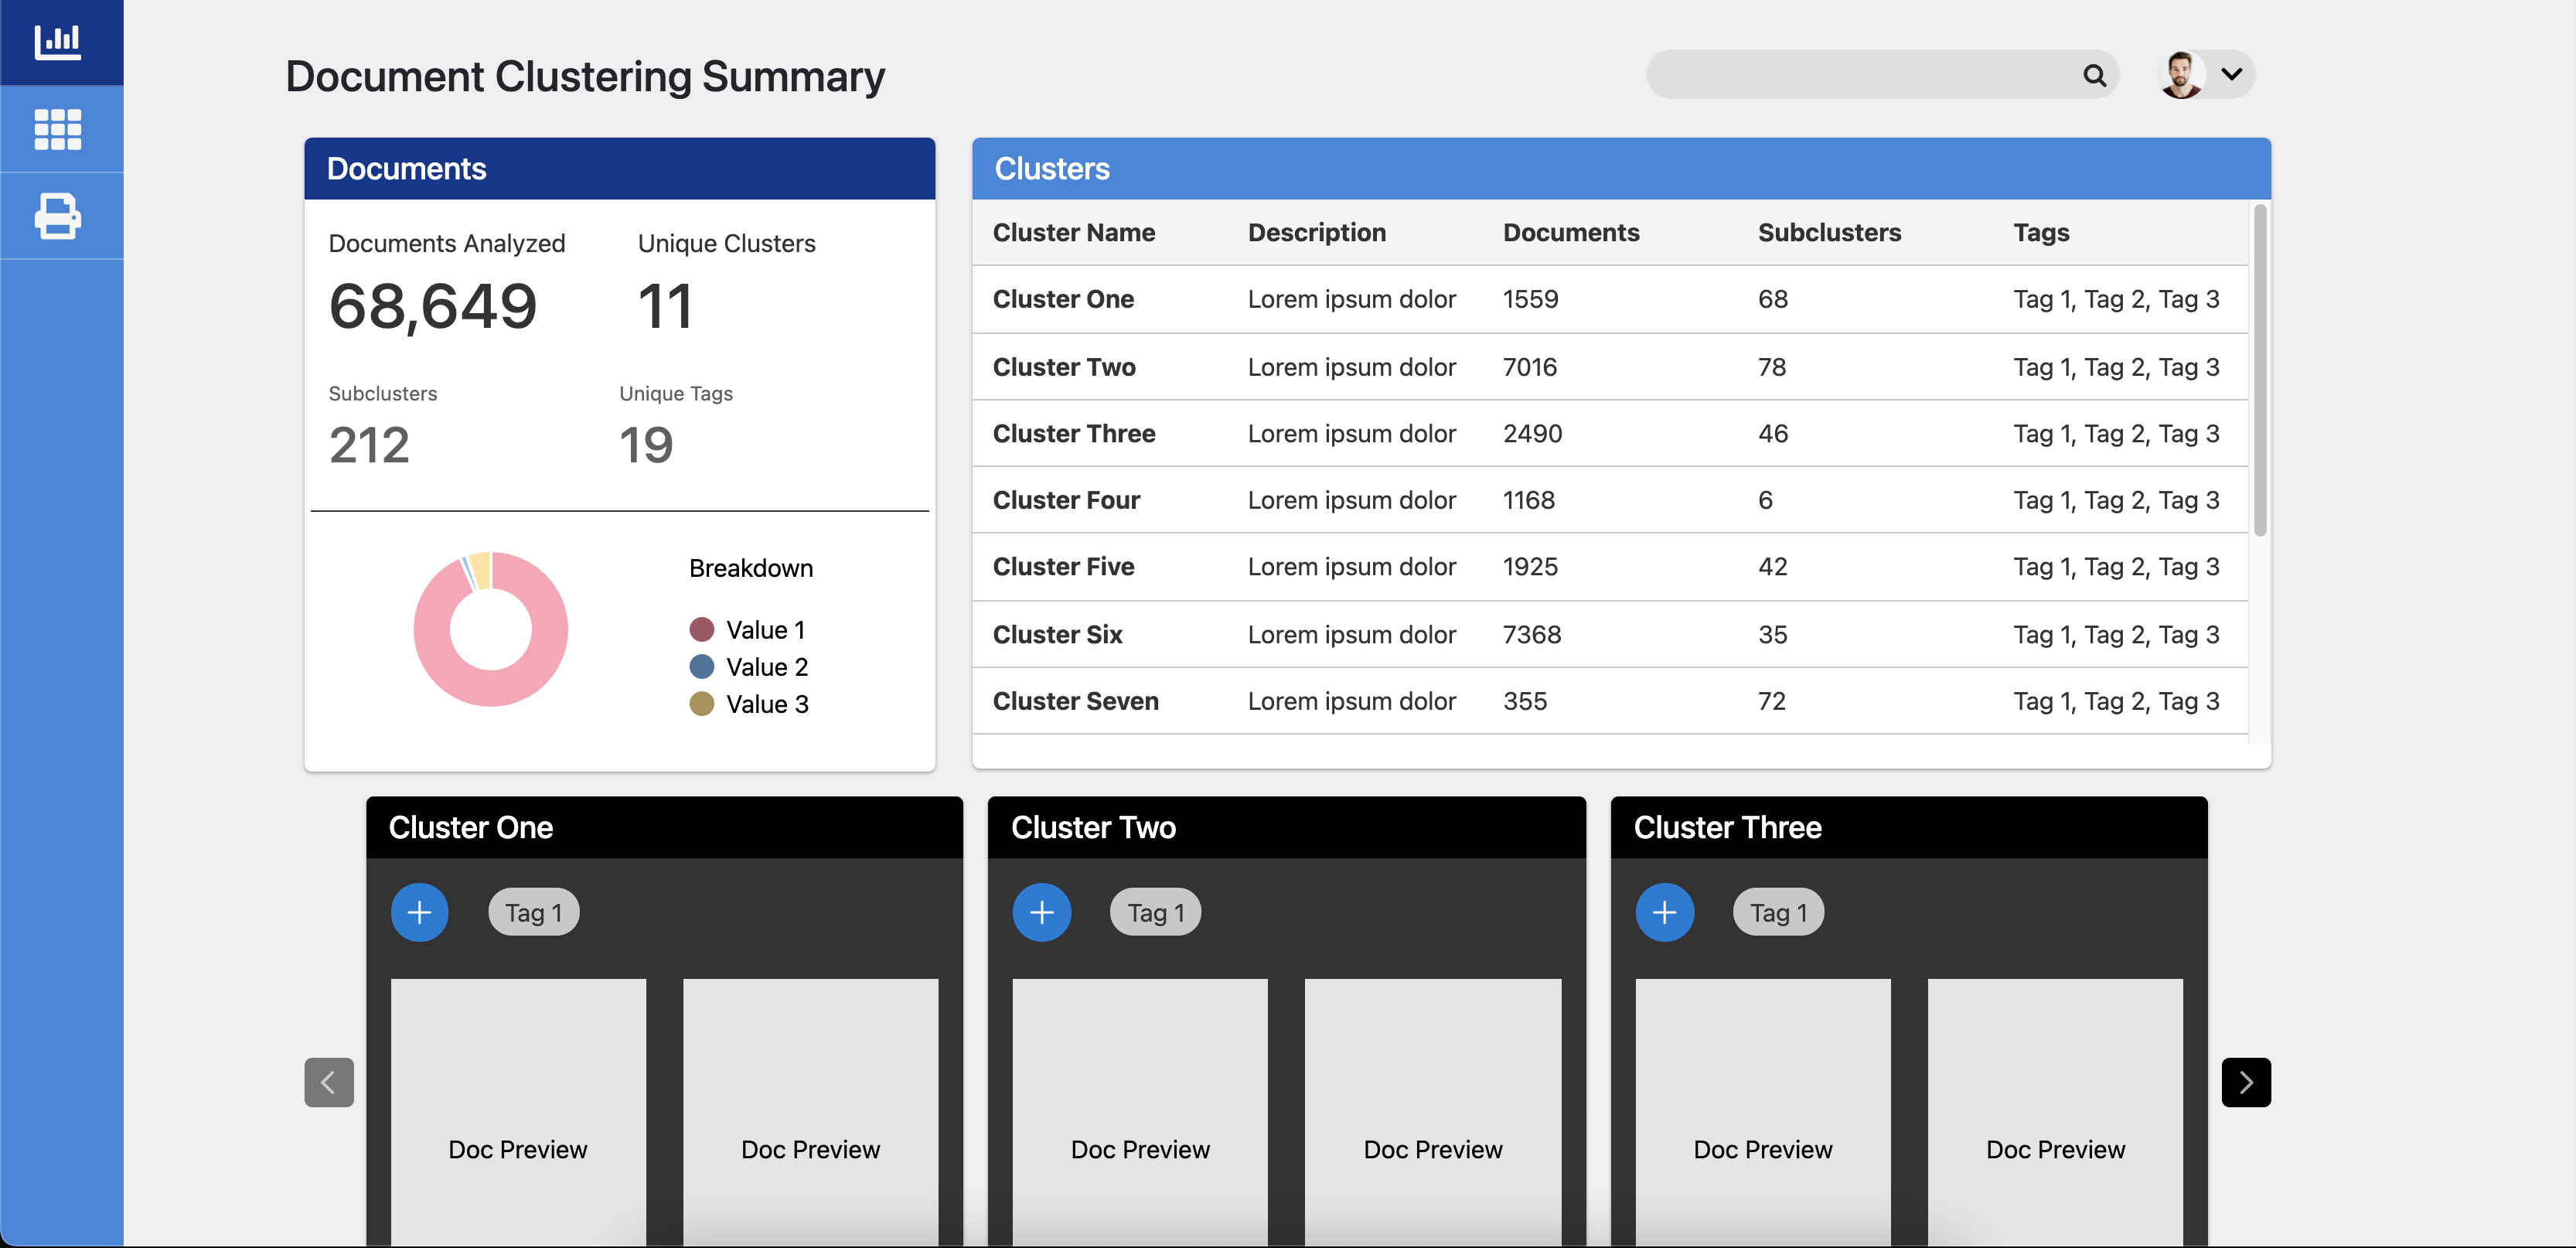 Document Clustering Summary
Documents
Documents Analyzed Unique Clusters
68,649 11
Subclusters Unique Tags
212 19
Breakdown
Value 1
Value 2
Value 3
Clusters
Cluster Name Description Documents Subclusters Tags
Cluster One Lorem ipsum dolor 1559 68 Tag 1, Tag 2, Tag 3
Cluster Two Lorem ipsum dolor 7016 78 Tag 1, Tag 2, Tag 3
Cluster Three Lorem ipsum dolor 2490 46 Tag 1, Tag 2, Tag 3
Cluster Four Lorem ipsum dolor 1168 6 Tag 1, Tag 2, Tag 3
Cluster Five Lorem ipsum dolor 1925 42 Tag 1, Tag 2, Tag 3
Cluster Six Lorem ipsum dolor 7368 35 Tag 1, Tag 2, Tag 3
Cluster Seven Lorem ipsum dolor 355 72 Tag 1, Tag 2, Tag 3
Cluster One
Tag 1
Doc Preview Doc Preview
Cluster Two
Tag 1
Doc Preview Doc Preview
Cluster Three
Tag 1
Doc Preview Doc Preview